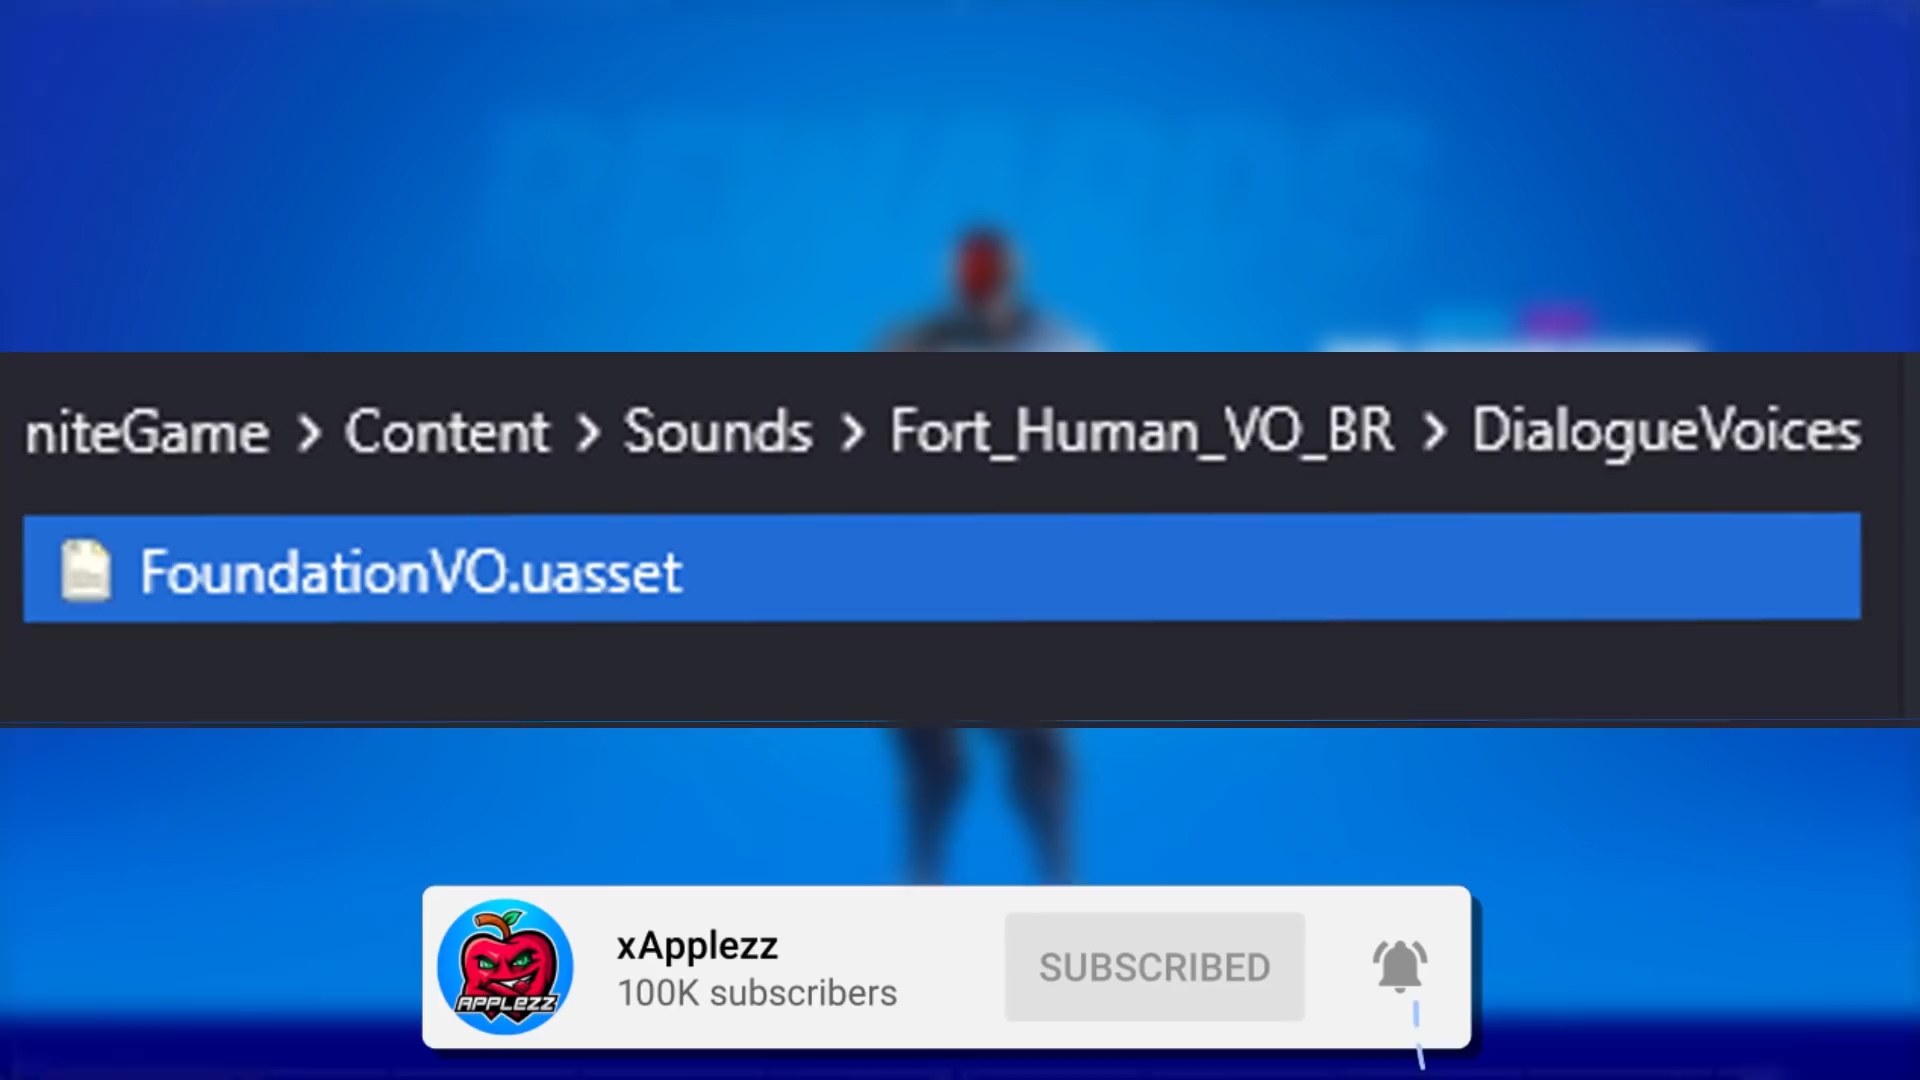 niteGame > Content > Sounds > Fort_Human_VO_BR > DialogueVoices
FoundationVO.uasset
APPLEZZ
xApplezz
100K subscribers
SUBSCRIBED